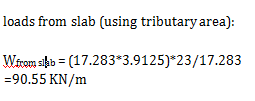 loads from slab (using tributary area):
Wfrom slab = (17.283*3.9125)*23/17.283
=90.55 KN/m